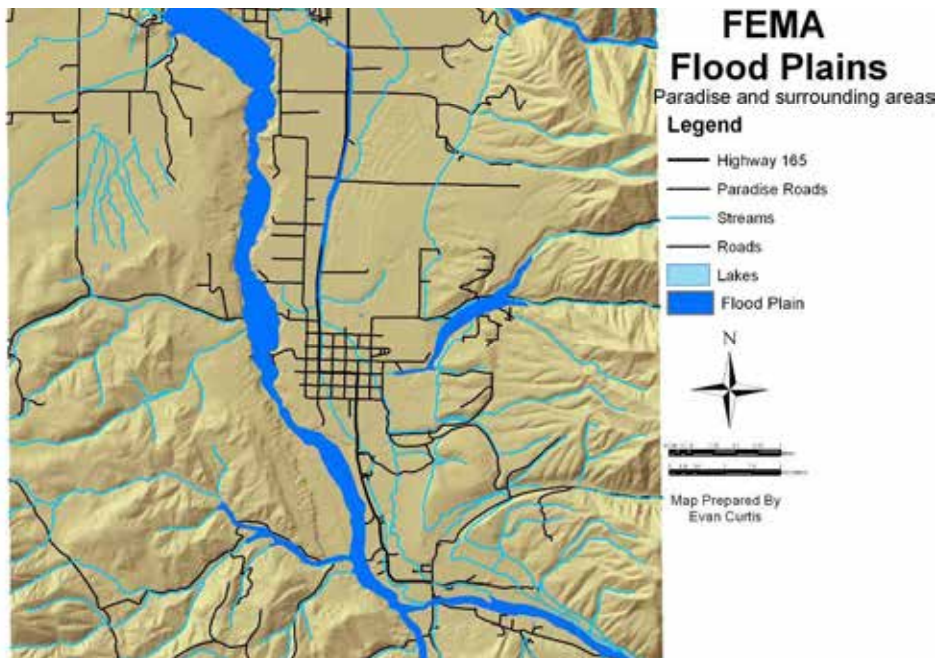 FEMA
Flood Plains
Paradise and surrounding areas
Legend
Highway 165
Paradise Roads
Streams
Roads
Lakes
Flood Plain
N
Map Prepared By
Evan Curtis